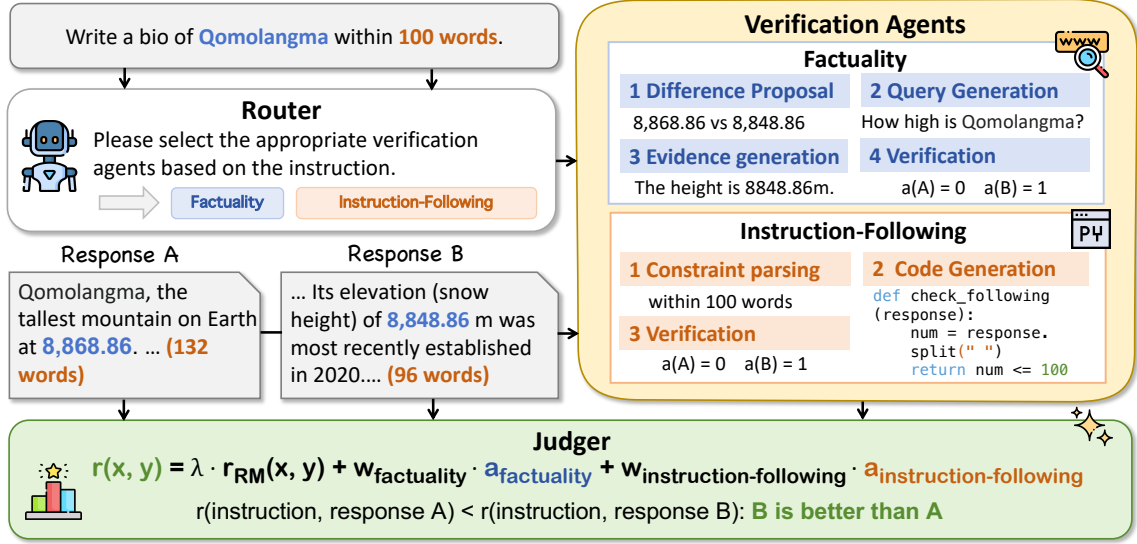 Write a bio of Qomolangma within 100 words.
Router
Please select the appropriate verification
agents based on the instruction.
Factuality
Instruction-Following
Response A
Qomolangma, the
tallest mountain on Earth
at 8,868.86. ... (132
words)
Response B
... Its elevation (snow
height) of 8,848.86 m was
most recently established
in 2020.... (96 words)
Verification Agents
WWW
Factuality
1 Difference Proposal
8,868.86 vs 8,848.86
2 Query Generation
How high is Qomolangma?
3 Evidence generation
The height is 8848.86m.
4 Verification
a(A) = 0 a(B) = 1
PY
Instruction-Following
1 Constraint parsing
within 100 words
3 Verification
a(A) = 0 a(B) = 1
2 Code Generation
def check_following
(response):
num = response.
split(" ")
return num <= 100
Judger
r(x, y) = λ · r_RM(x, y) + w_factuality · a_factuality + w_instruction-following · a_instruction-following
r(instruction, response A) < r(instruction, response B): B is better than A